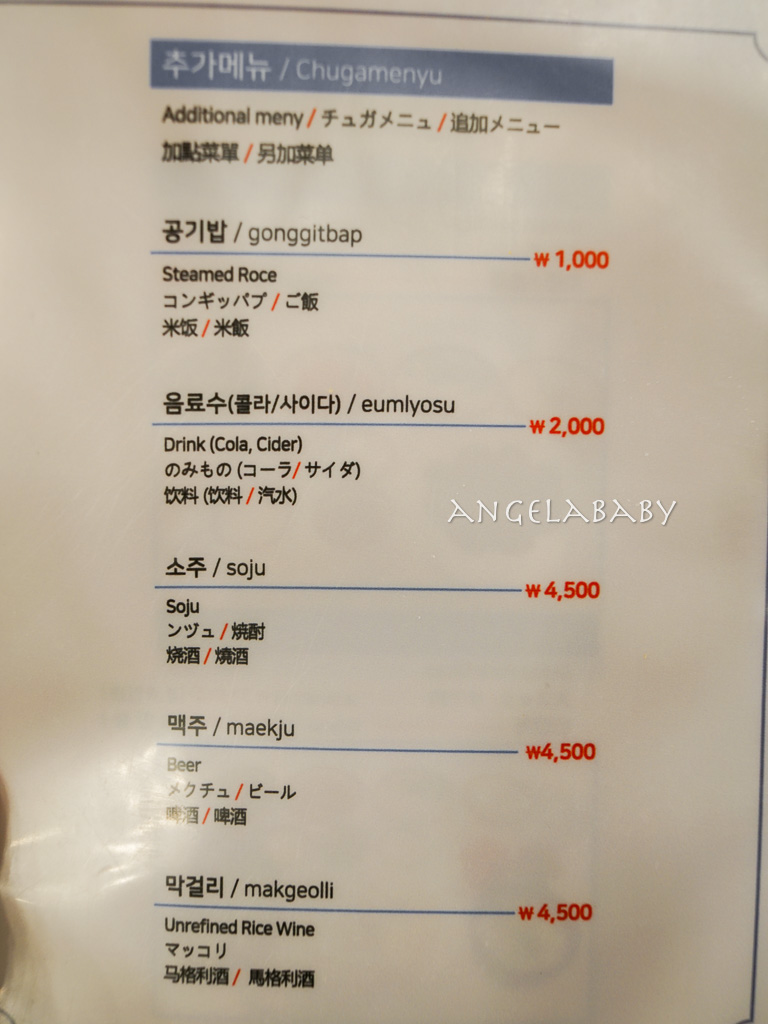 추가메뉴 / Chugamenyu
Additional meny / チュガメニュ / 追加メニュー
加點菜單 / 另加菜单
공기밥 / gonggitbap
₩ 1,000
Steamed Roce
コンギッパプ / ご飯
米饭 / 米飯
음료수(콜라/사이다) / eumlyosu
₩ 2,000
Drink (Cola, Cider)
のみもの (コーラ/ サイダ)
饮料 (饮料 / 汽水)
ANGELABABY
소주 / soju
₩ 4,500
Soju
ンヅュ / 焼酎
烧酒 / 燒酒
맥주 / maekju
₩4,500
Beer
メクチュ / ビール
啤酒 / 啤酒
막걸리 / makgeolli
₩ 4,500
Unrefined Rice Wine
マッコリ
马格利酒 / 馬格利酒